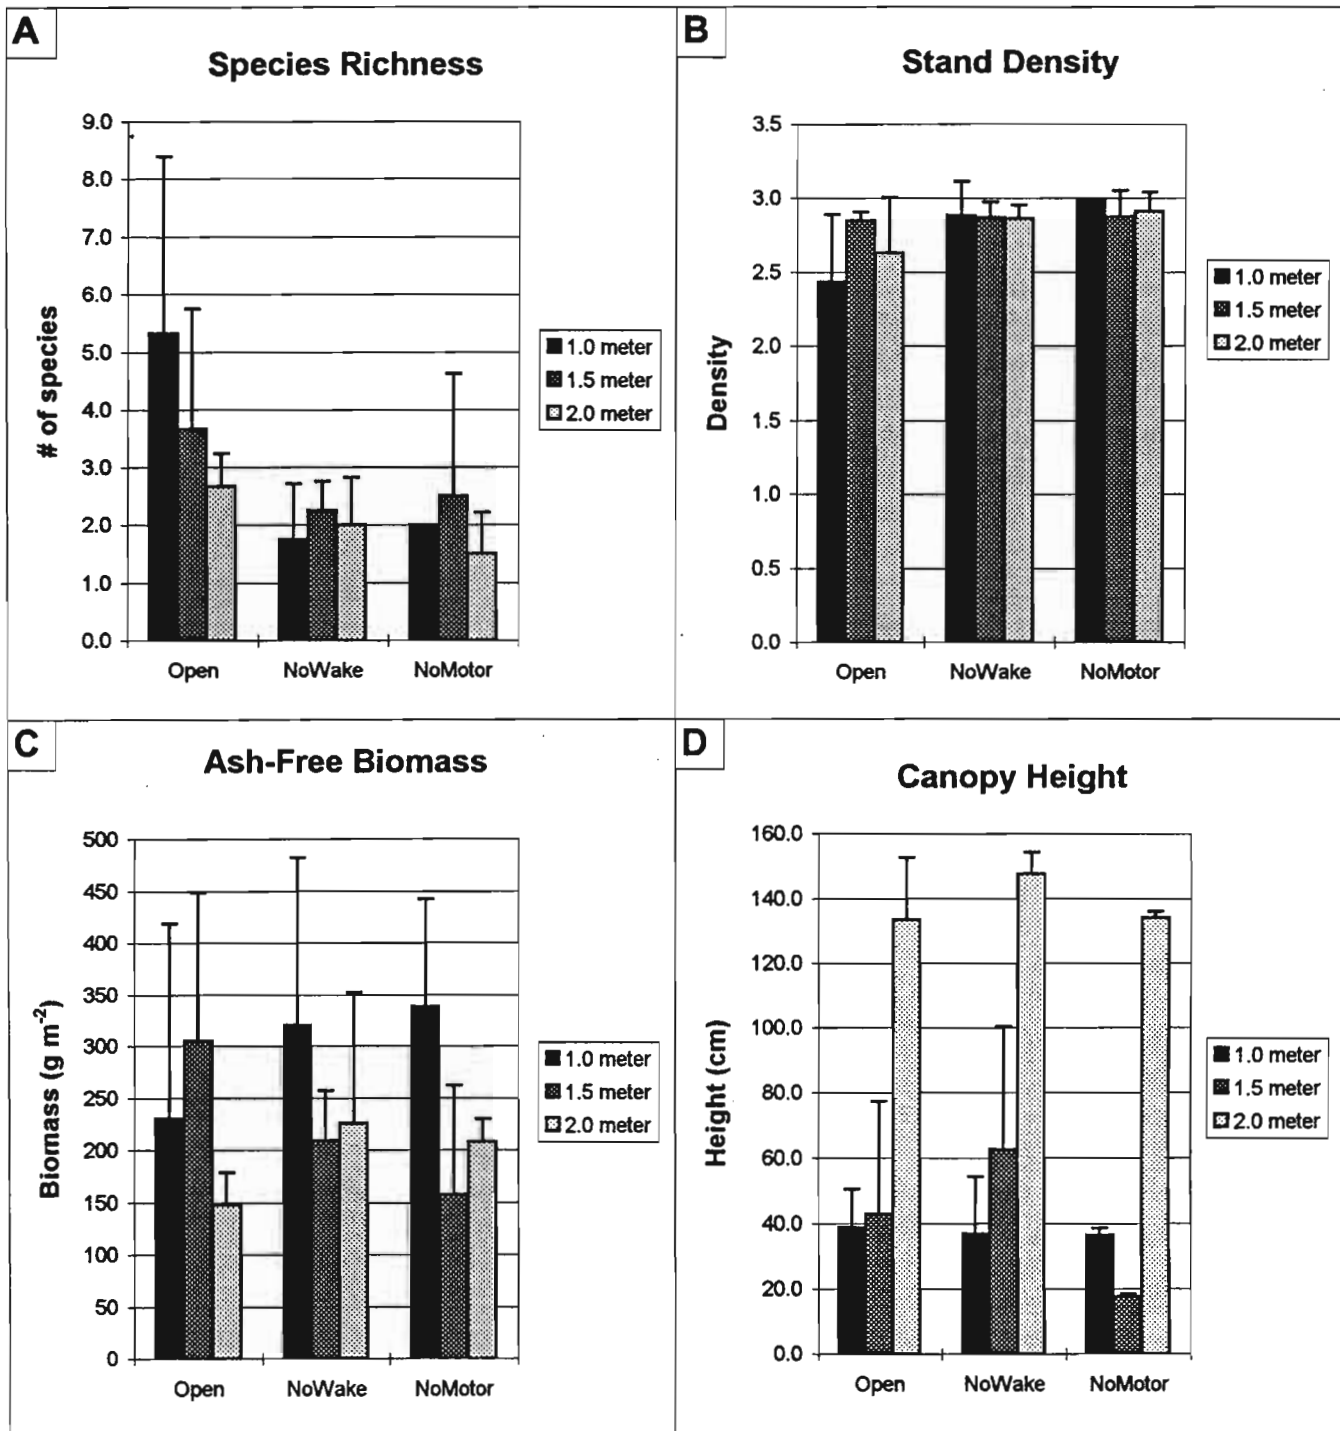 A
Species Richness
# of species
9.0
8.0
7.0
6.0
5.0
4.0
3.0
2.0
1.0
0.0
Open NoWake NoMotor
1.0 meter
1.5 meter
2.0 meter
B
Stand Density
Density
3.5
3.0
2.5
2.0
1.5
1.0
0.5
0.0
Open NoWake NoMotor
1.0 meter
1.5 meter
2.0 meter
C
Ash-Free Biomass
Biomass (g m⁻²)
500
450
400
350
300
250
200
150
100
50
0
Open NoWake NoMotor
1.0 meter
1.5 meter
2.0 meter
D
Canopy Height
Height (cm)
160.0
140.0
120.0
100.0
80.0
60.0
40.0
20.0
0.0
Open NoWake NoMotor
1.0 meter
1.5 meter
2.0 meter